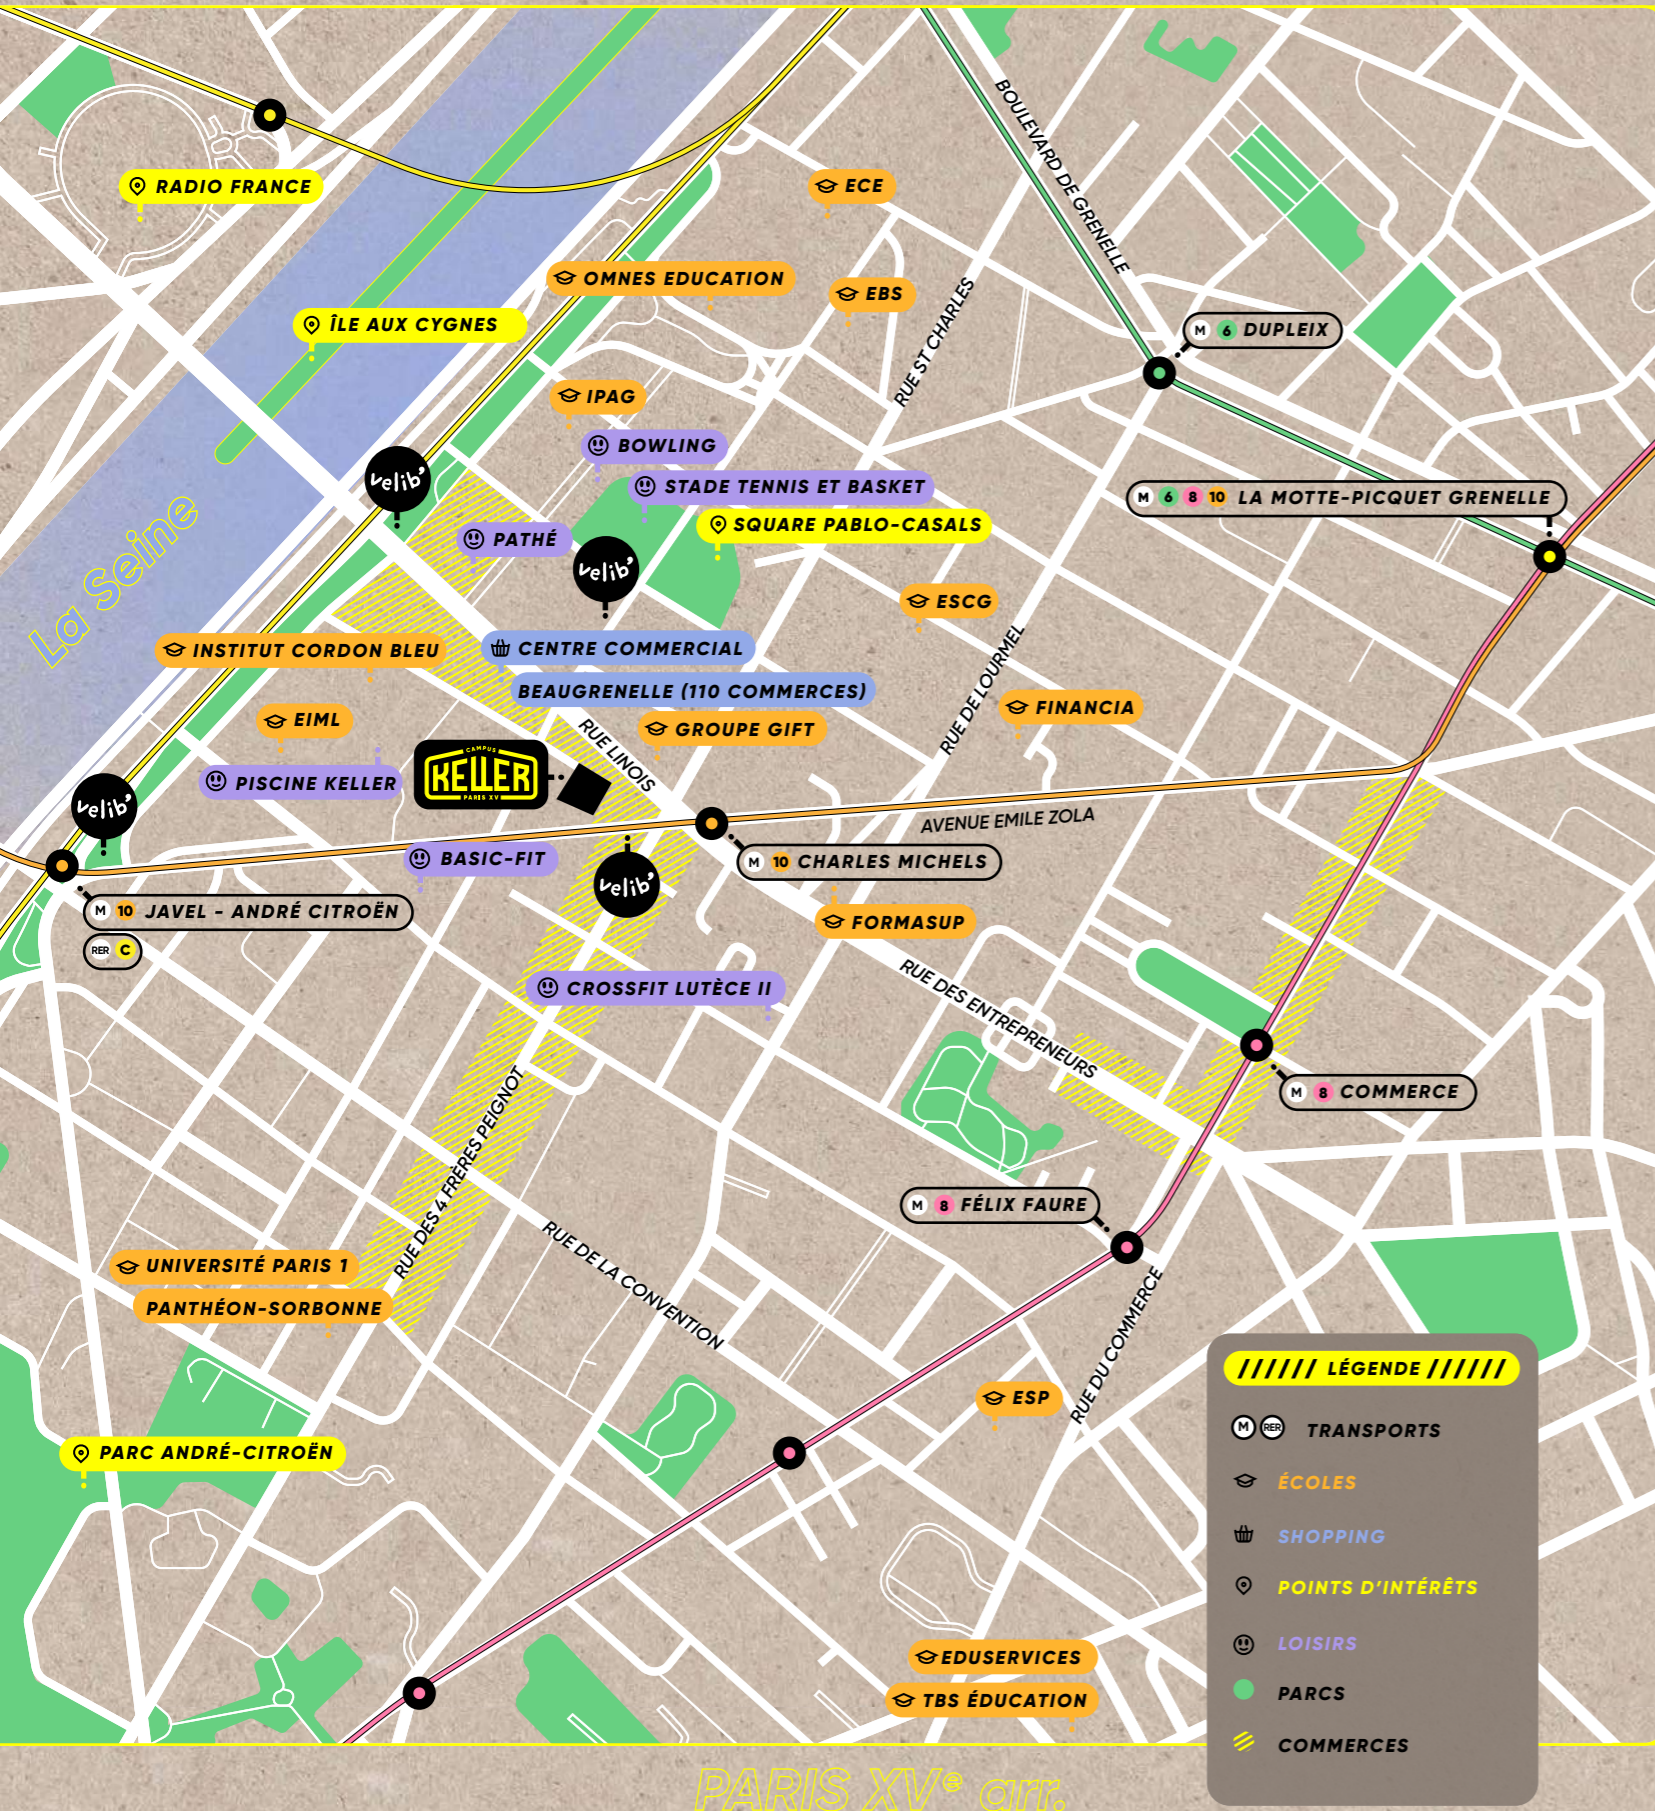 BOULEVARD DE GRENELLE
RADIO FRANCE
ECE
OMNES EDUCATION
EBS
ÎLE AUX CYGNES
RUE ST CHARLES
M 6 DUPLEIX
IPAG
BOWLING
velib'
STADE TENNIS ET BASKET
M 6 8 10 LA MOTTE-PICQUET GRENELLE
SQUARE PABLO-CASALS
PATHÉ
velib'
La Seine
ESCG
INSTITUT CORDON BLEU
CENTRE COMMERCIAL
BEAUGRENELLE (110 COMMERCES)
RUE DE LOURMEL
EIML
GROUPE GIFT
FINANCIA
RUE LINOIS
CAMPUS
KELLER
PARIS XV
PISCINE KELLER
velib'
AVENUE EMILE ZOLA
BASIC-FIT
M 10 CHARLES MICHELS
velib'
M 10 JAVEL - ANDRÉ CITROËN
RER C
FORMASUP
CROSSFIT LUTÈCE II
RUE DES ENTREPRENEURS
M 8 COMMERCE
RUE DES 4 FRÈRES PEIGNOT
M 8 FÉLIX FAURE
UNIVERSITÉ PARIS 1
PANTHÉON-SORBONNE
RUE DE LA CONVENTION
RUE DU COMMERCE
ESP
PARC ANDRÉ-CITROËN
EDUSERVICES
TBS ÉDUCATION
////// LÉGENDE //////
M RER TRANSPORTS
ÉCOLES
SHOPPING
POINTS D'INTÉRÊTS
LOISIRS
PARCS
COMMERCES
PARIS XVe arr.